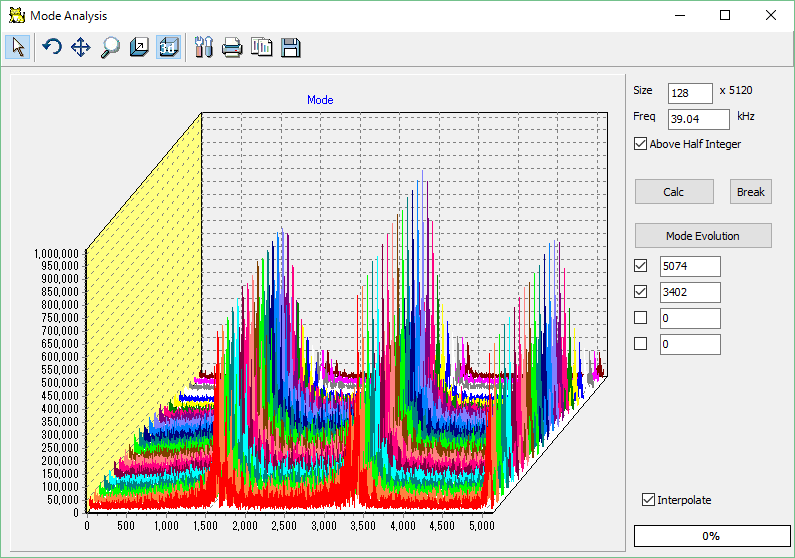 Mode Analysis
3D
Mode
1,000,000
950,000
900,000
850,000
800,000
750,000
700,000
650,000
600,000
550,000
500,000
450,000
400,000
350,000
300,000
250,000
200,000
150,000
100,000
50,000
0
0 500 1,000 1,500 2,000 2,500 3,000 3,500 4,000 4,500 5,000
Size 128 x 5120
Freq 39.04 kHz
Above Half Integer
Calc Break
Mode Evolution
5074
3402
0
0
Interpolate
0%